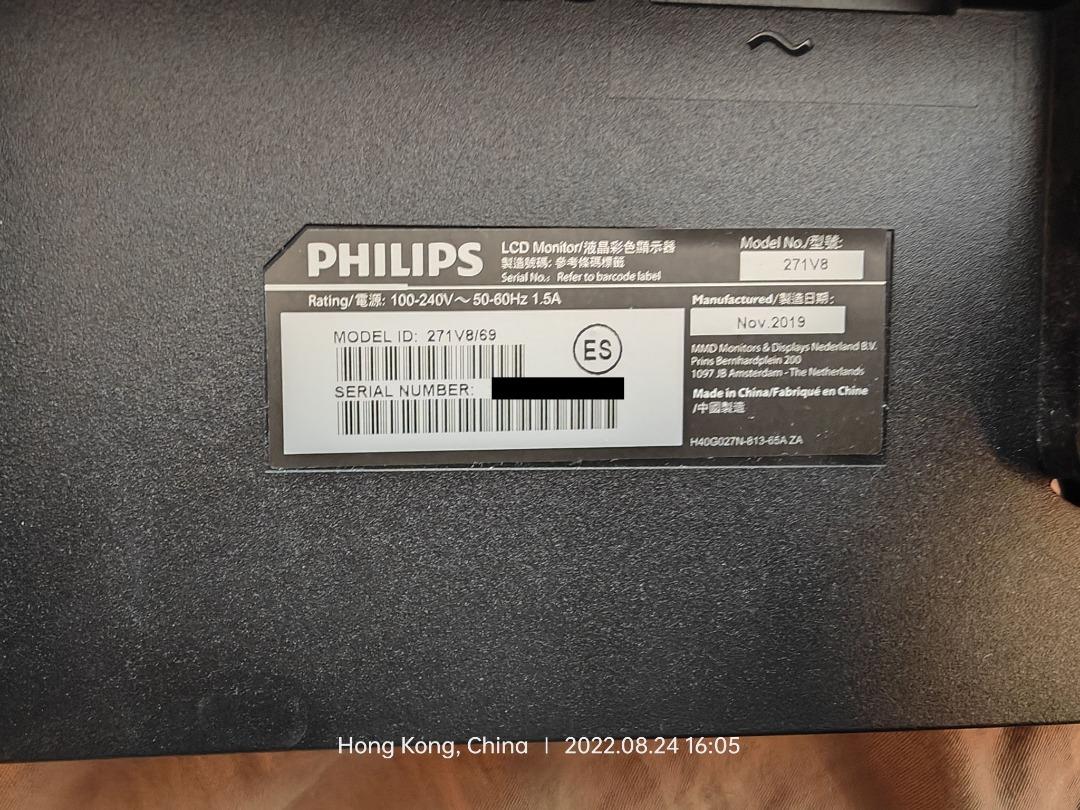 PHILIPS
LCD Monitor/液晶彩色顯示器
製造號碼: 參考條碼標籤
Serial No.: Refer to barcode label
Model No./型號:
271V8
Rating/電源: 100-240V～50-60Hz 1.5A
MODEL ID: 271V8/69
ES
SERIAL NUMBER:
Manufactured/製造日期:
Nov.2019
MMD Monitors & Displays Nederland B.V.
Prins Bernhardplein 200
1097 JB Amsterdam - The Netherlands
Made in China/Fabriqué en Chine
/中國製造
H40G027N-813-65A ZA
Hong Kong, China | 2022.08.24 16:05